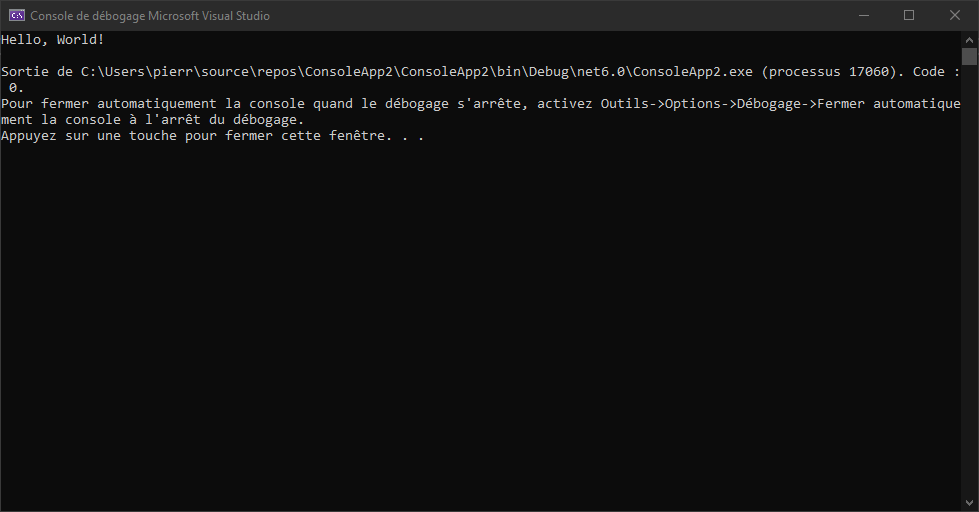 Console de débogage Microsoft Visual Studio
Hello, World!
Sortie de C:\Users\pierr\source\repos\ConsoleApp2\ConsoleApp2\bin\Debug\net6.0\ConsoleApp2.exe (processus 17060). Code :
0.
Pour fermer automatiquement la console quand le débogage s'arrête, activez Outils->Options->Débogage->Fermer automatique
ment la console à l'arrêt du débogage.
Appuyez sur une touche pour fermer cette fenêtre. . .